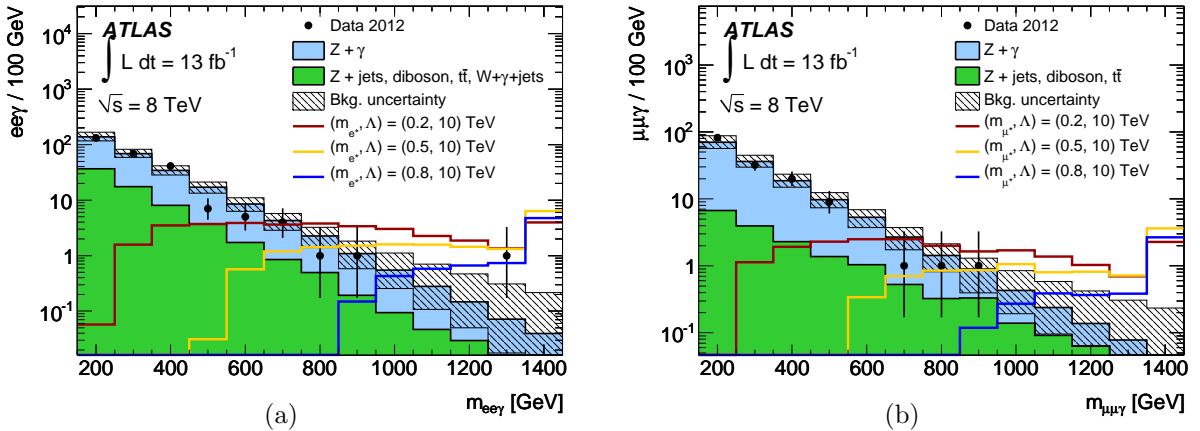 eeγ / 100 GeV
10⁴
10³
10²
10
1
10⁻¹
ATLAS
∫ L dt = 13 fb⁻¹
√s = 8 TeV
Data 2012
Z + γ
Z + jets, diboson, tt̄, W+γ+jets
Bkg. uncertainty
(m_e*, Λ) = (0.2, 10) TeV
(m_e*, Λ) = (0.5, 10) TeV
(m_e*, Λ) = (0.8, 10) TeV
200 400 600 800 1000 1200 1400
m_eeγ [GeV]
(a)
μμγ / 100 GeV
10³
10²
10
1
10⁻¹
ATLAS
∫ L dt = 13 fb⁻¹
√s = 8 TeV
Data 2012
Z + γ
Z + jets, diboson, tt̄
Bkg. uncertainty
(m_μ*, Λ) = (0.2, 10) TeV
(m_μ*, Λ) = (0.5, 10) TeV
(m_μ*, Λ) = (0.8, 10) TeV
200 400 600 800 1000 1200 1400
m_μμγ [GeV]
(b)